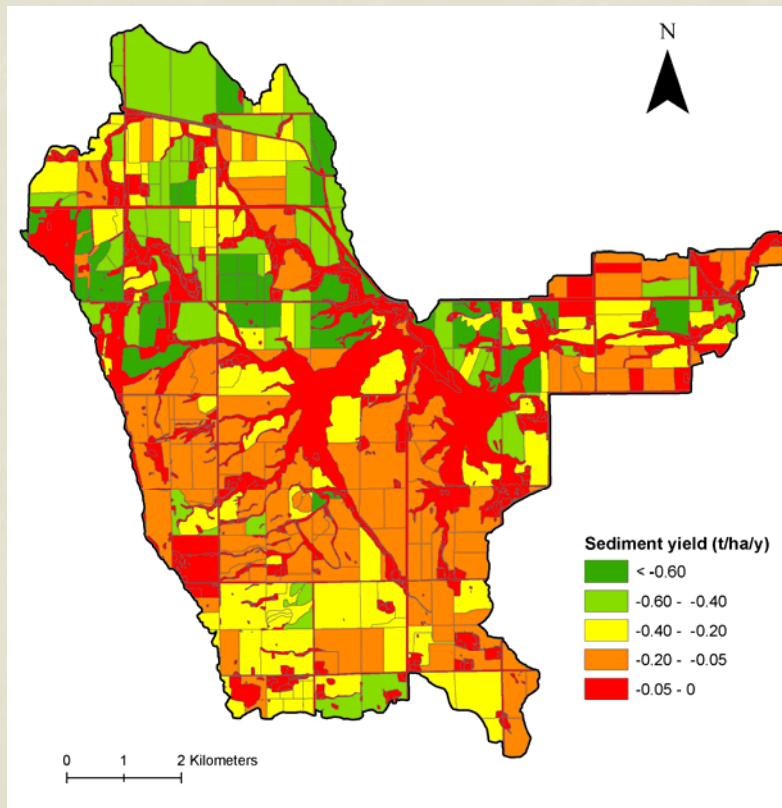 N
Sediment yield (t/ha/y)
< -0.60
-0.60 - -0.40
-0.40 - -0.20
-0.20 - -0.05
-0.05 - 0
0 1 2 Kilometers